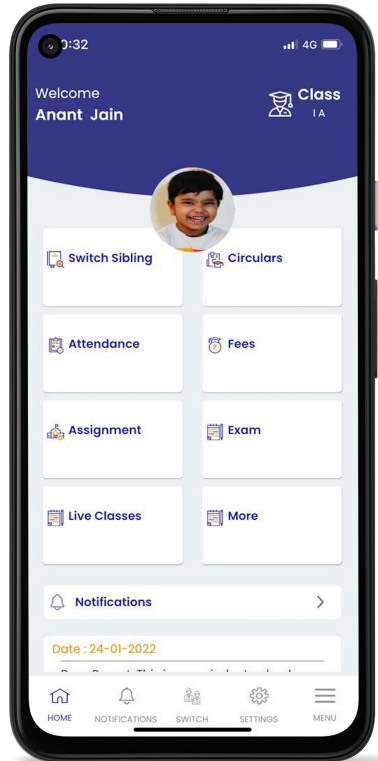 0:32
4G
Welcome
Anant Jain
Class
I A
Switch Sibling
Circulars
Attendance
Fees
Assignment
Exam
Live Classes
More
Notifications
Date : 24-01-2022
HOME
NOTIFICATIONS
SWITCH
SETTINGS
MENU